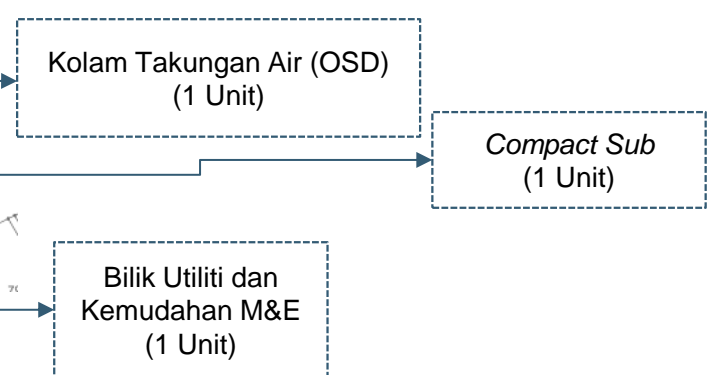 Kolam Takungan Air (OSD)
(1 Unit)
Compact Sub
(1 Unit)
Bilik Utiliti dan
Kemudahan M&E
(1 Unit)